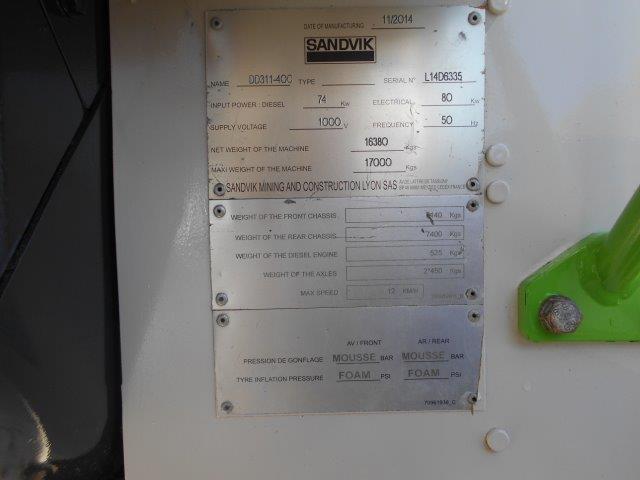 DATE OF MANUFACTURING 11/2014
SANDVIK
NAME DD311-40C TYPE SERIAL N° L14D6335
INPUT POWER : DIESEL 74 Kw ELECTRICAL 80 Kw
SUPPLY VOLTAGE 1000 V FREQUENCY 50 Hz
NET WEIGHT OF THE MACHINE 16380 Kgs
MAXI WEIGHT OF THE MACHINE 17000 Kgs
SANDVIK MINING AND CONSTRUCTION LYON SAS
WEIGHT OF THE FRONT CHASSIS Kgs
WEIGHT OF THE REAR CHASSIS 7400 Kgs
WEIGHT OF THE DIESEL ENGINE 525 Kgs
WEIGHT OF THE AXLES 2*450 Kgs
MAX SPEED 12 KM/H
AV / FRONT AR / REAR
PRESSION DE GONFLAGE MOUSSE BAR MOUSSE BAR
TYRE INFLATION PRESSURE FOAM PSI FOAM PSI